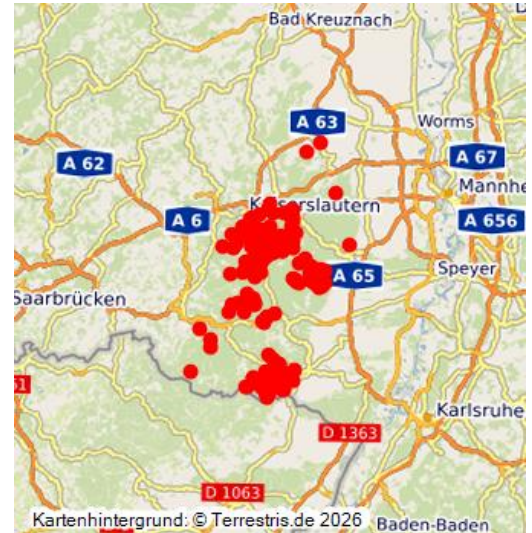 Bad Kreuznach
A 63
Worms
A 62
A 67
Mannhe
Kaiserslautern
A 6
A 656
A 65
Speyer
Saarbrücken
61
Karlsruhe
D 1363
D 1063
Kartenhintergrund: © Terrestris.de 2026
Baden-Baden